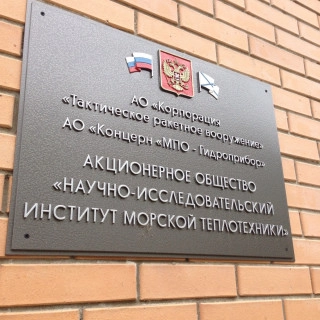 АО «Корпорация
«Тактическое ракетное вооружение»
АО «Концерн «МПО - Гидроприбор»
АКЦИОНЕРНОЕ ОБЩЕСТВО
«НАУЧНО-ИССЛЕДОВАТЕЛЬСКИЙ
ИНСТИТУТ МОРСКОЙ ТЕПЛОТЕХНИКИ»